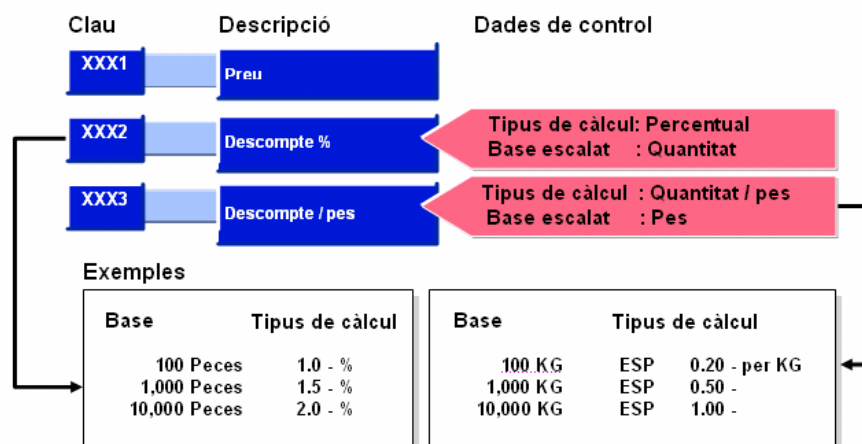 Clau Descripció Dades de control
XXX1 Preu
XXX2 Descompte %
Tipus de càlcul: Percentual
Base escalat : Quantitat
XXX3 Descompte / pes
Tipus de càlcul : Quantitat / pes
Base escalat : Pes
Exemples
Base Tipus de càlcul
100 Peces 1.0 - %
1,000 Peces 1.5 - %
10,000 Peces 2.0 - %
Base Tipus de càlcul
100 KG ESP 0.20 - per KG
1,000 KG ESP 0.50 -
10,000 KG ESP 1.00 -